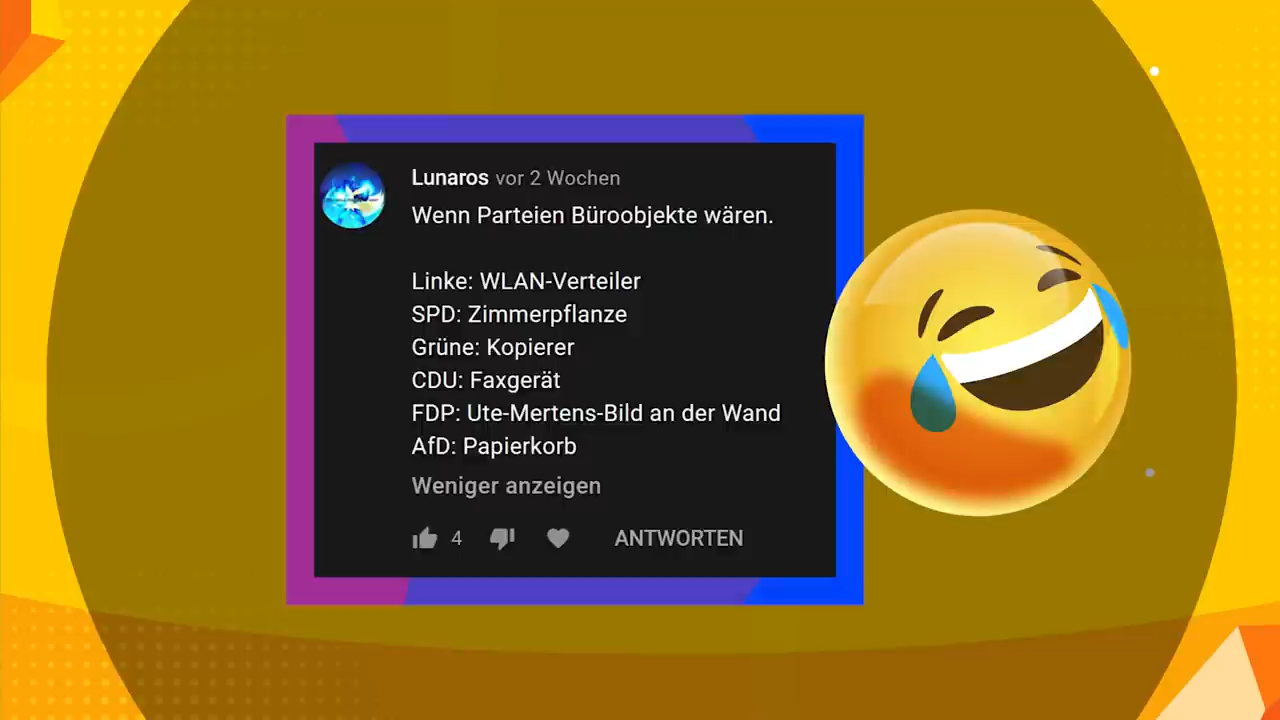 Lunaros vor 2 Wochen
Wenn Parteien Büroobjekte wären.
Linke: WLAN-Verteiler
SPD: Zimmerpflanze
Grüne: Kopierer
CDU: Faxgerät
FDP: Ute-Mertens-Bild an der Wand
AfD: Papierkorb
Weniger anzeigen
4 ANTWORTEN